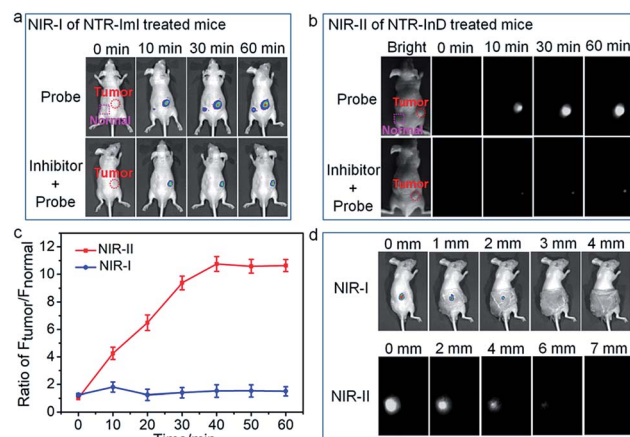 a
NIR-I of NTR-ImI treated mice
0 min 10 min 30 min 60 min
Probe
Tumor
Normal
Inhibitor
+
Probe
Tumor
b
NIR-II of NTR-InD treated mice
Bright 0 min 10 min 30 min 60 min
Probe
Tumor
Normal
Inhibitor
+
Probe
Tumor
c
NIR-II
NIR-I
Ratio of Ftumor/Fnormal
12
10
8
6
4
2
0
0 10 20 30 40 50 60
Time/min
d
0 mm 1 mm 2 mm 3 mm 4 mm
NIR-I
0 mm 2 mm 4 mm 6 mm 7 mm
NIR-II